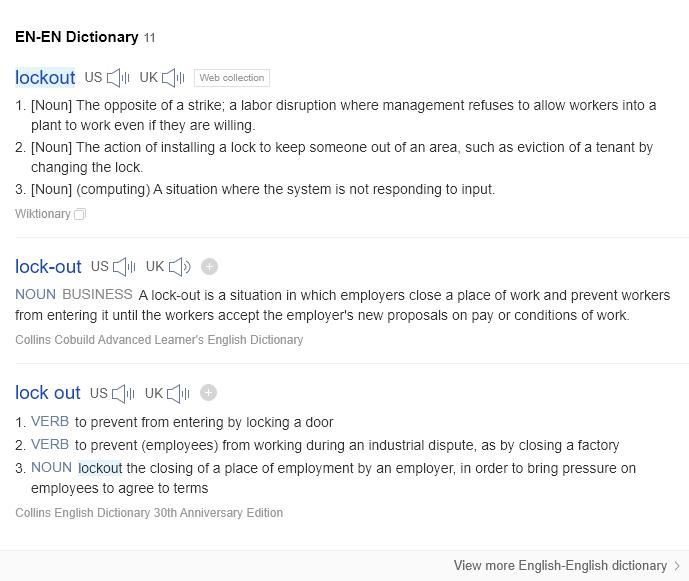 EN-EN Dictionary 11
lockout US UK Web collection
1. [Noun] The opposite of a strike; a labor disruption where management refuses to allow workers into a
plant to work even if they are willing.
2. [Noun] The action of installing a lock to keep someone out of an area, such as eviction of a tenant by
changing the lock.
3. [Noun] (computing) A situation where the system is not responding to input.
Wiktionary
lock-out US UK
NOUN BUSINESS A lock-out is a situation in which employers close a place of work and prevent workers
from entering it until the workers accept the employer's new proposals on pay or conditions of work.
Collins Cobuild Advanced Learner's English Dictionary
lock out US UK
1. VERB to prevent from entering by locking a door
2. VERB to prevent (employees) from working during an industrial dispute, as by closing a factory
3. NOUN lockout the closing of a place of employment by an employer, in order to bring pressure on
employees to agree to terms
Collins English Dictionary 30th Anniversary Edition
View more English-English dictionary